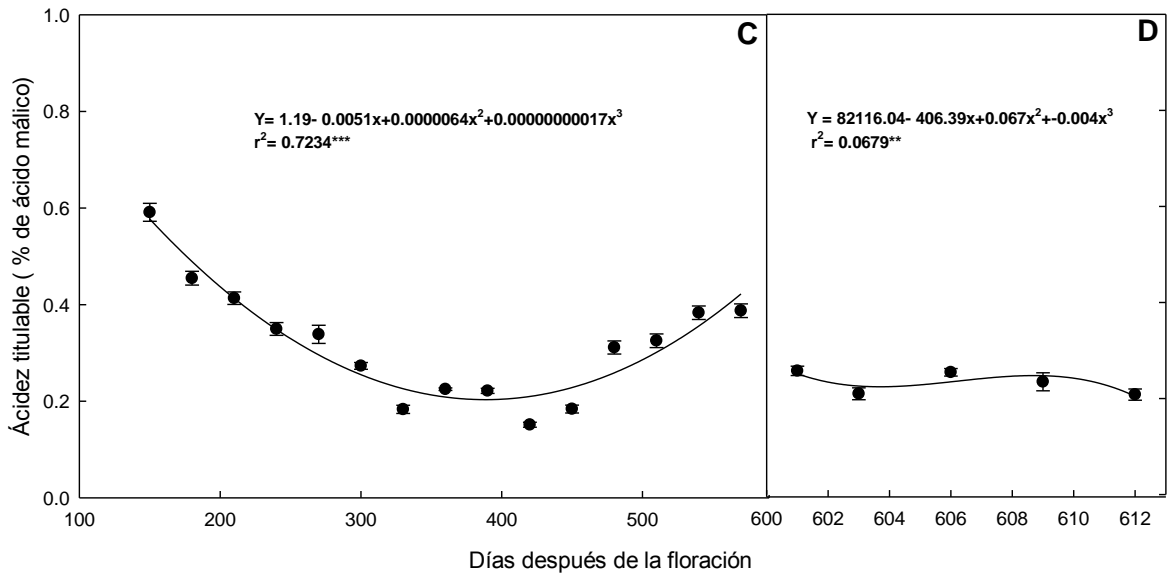 Ácidez titulable ( % de ácido málico)
1.0
0.8
0.6
0.4
0.2
0.0
C
Y= 1.19- 0.0051x+0.0000064x²+0.00000000017x³
r²= 0.7234***
D
Y = 82116.04- 406.39x+0.067x²+-0.004x³
r²= 0.0679**
100 200 300 400 500 600 602 604 606 608 610 612
Días después de la floración